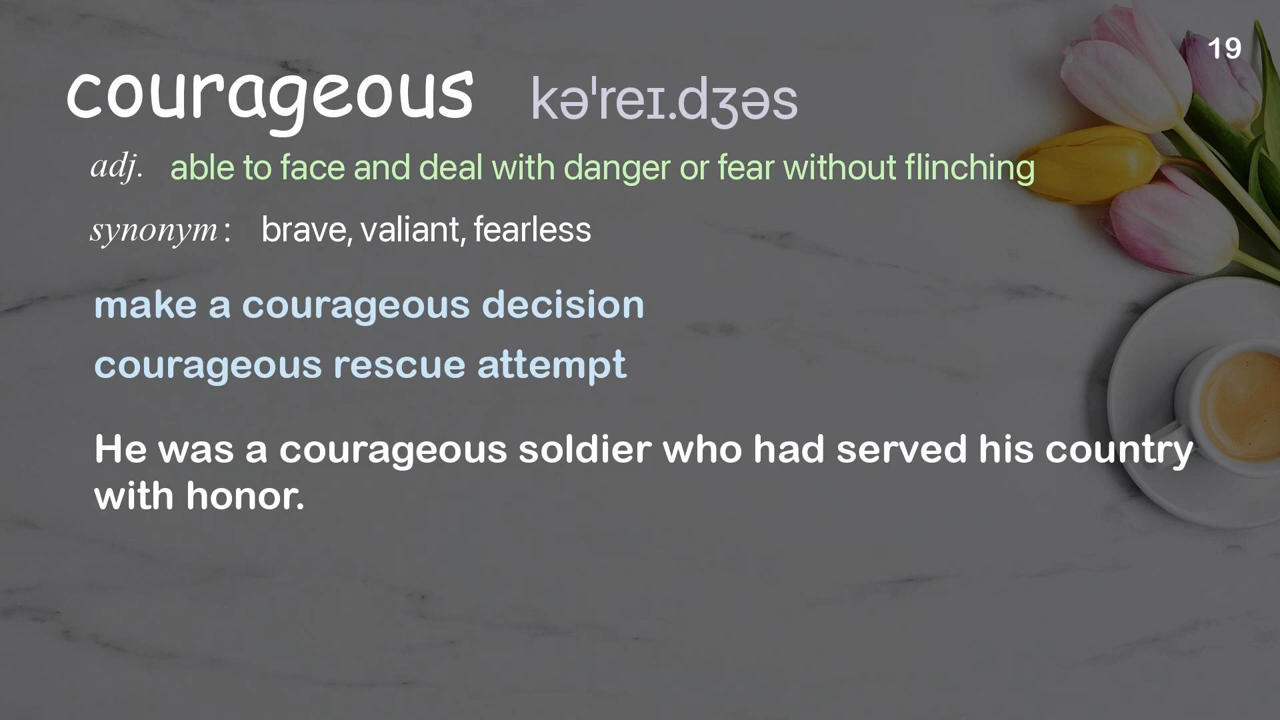 19
courageous kəˈreɪ.dʒəs
adj. able to face and deal with danger or fear without flinching
synonym: brave, valiant, fearless
make a courageous decision
courageous rescue attempt
He was a courageous soldier who had served his country
with honor.